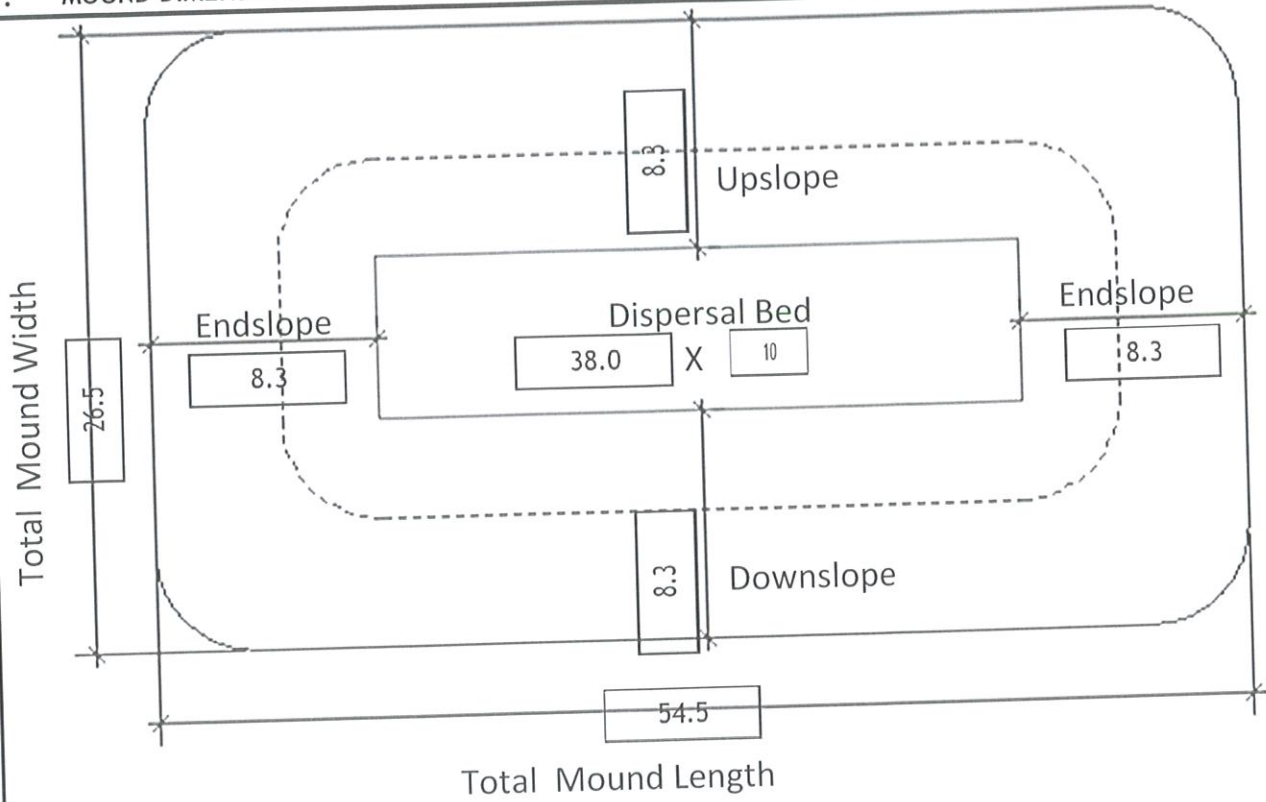 8.3
Upslope
Endslope
8.3
Dispersal Bed
38.0 X 10
Endslope
8.3
Total Mound Width
26.5
8.3
Downslope
54.5
Total Mound Length